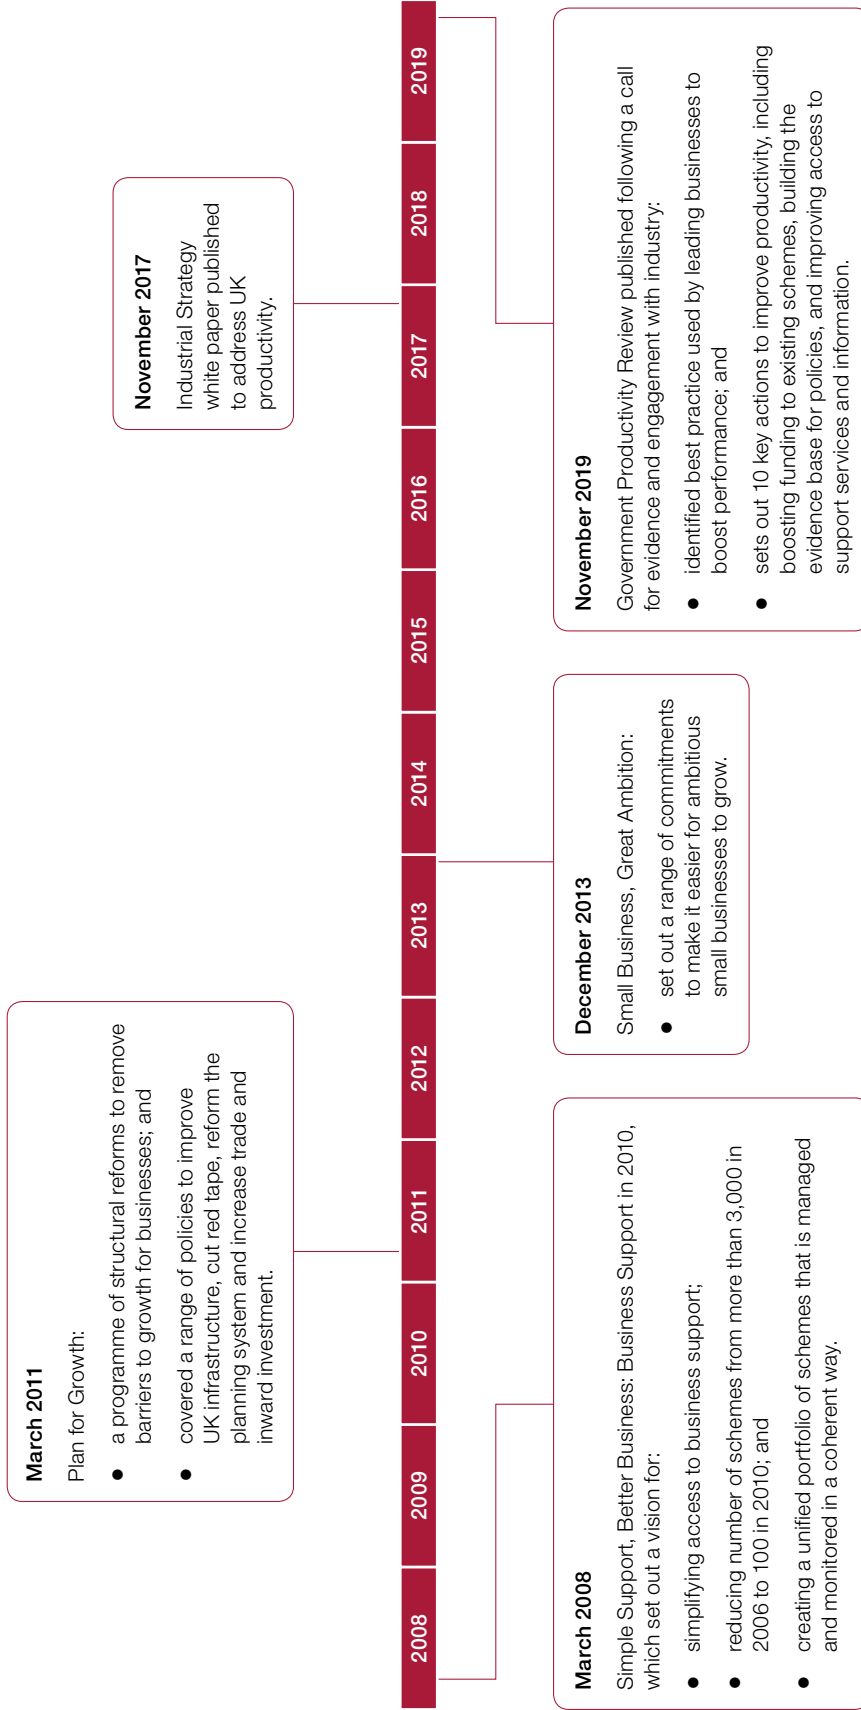 March 2011
Plan for Growth:
● a programme of structural reforms to remove
barriers to growth for businesses; and
● covered a range of policies to improve
UK infrastructure, cut red tape, reform the
planning system and increase trade and
inward investment.
November 2017
Industrial Strategy
white paper published
to address UK
productivity.
2008
2009
2010
2011
2012
2013
2014
2015
2016
2017
2018
2019
March 2008
Simple Support, Better Business: Business Support in 2010,
which set out a vision for:
● simplifying access to business support;
● reducing number of schemes from more than 3,000 in
2006 to 100 in 2010; and
● creating a unified portfolio of schemes that is managed
and monitored in a coherent way.
December 2013
Small Business, Great Ambition:
● set out a range of commitments
to make it easier for ambitious
small businesses to grow.
November 2019
Government Productivity Review published following a call
for evidence and engagement with industry:
● identified best practice used by leading businesses to
boost performance; and
● sets out 10 key actions to improve productivity, including
boosting funding to existing schemes, building the
evidence base for policies, and improving access to
support services and information.